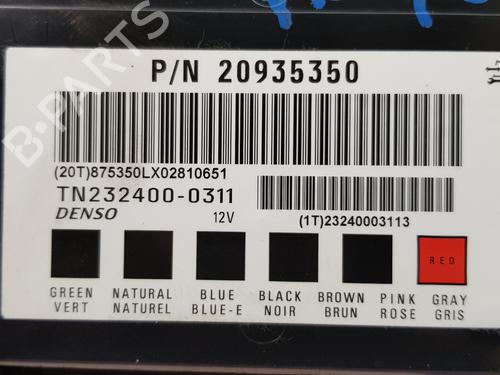 P/N 20935350
(20T)875350LX02810651
TN232400-0311
DENSO 12V
(1T)23240003113
RED
GREEN NATURAL BLUE BLACK BROWN PINK GRAY
VERT NATUREL BLUE-E NOIR BRUN ROSE GRIS
B-PARTS